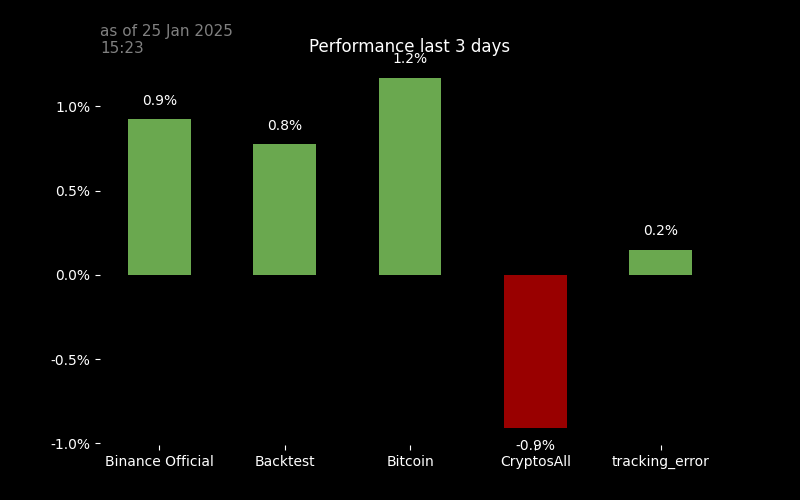 as of 25 Jan 2025
15:23
Performance last 3 days
1.2%
0.9%
0.8%
0.2%
-0.9%
1.0%
0.5%
0.0%
-0.5%
-1.0%
Binance Official
Backtest
Bitcoin
CryptosAll
tracking_error